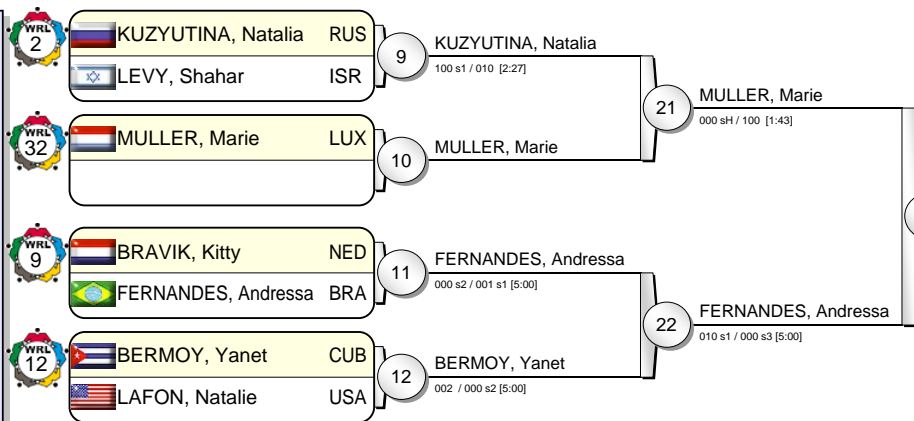 WRL
2
KUZYUTINA, Natalia RUS
LEVY, Shahar ISR
9
KUZYUTINA, Natalia
100 s1 / 010 [2:27]
WRL
32
MULLER, Marie LUX
10
MULLER, Marie
21
MULLER, Marie
000 sH / 100 [1:43]
WRL
9
BRAVIK, Kitty NED
FERNANDES, Andressa BRA
11
FERNANDES, Andressa
000 s2 / 001 s1 [5:00]
WRL
12
BERMOY, Yanet CUB
LAFON, Natalie USA
12
BERMOY, Yanet
002 / 000 s2 [5:00]
22
FERNANDES, Andressa
010 s1 / 000 s3 [5:00]